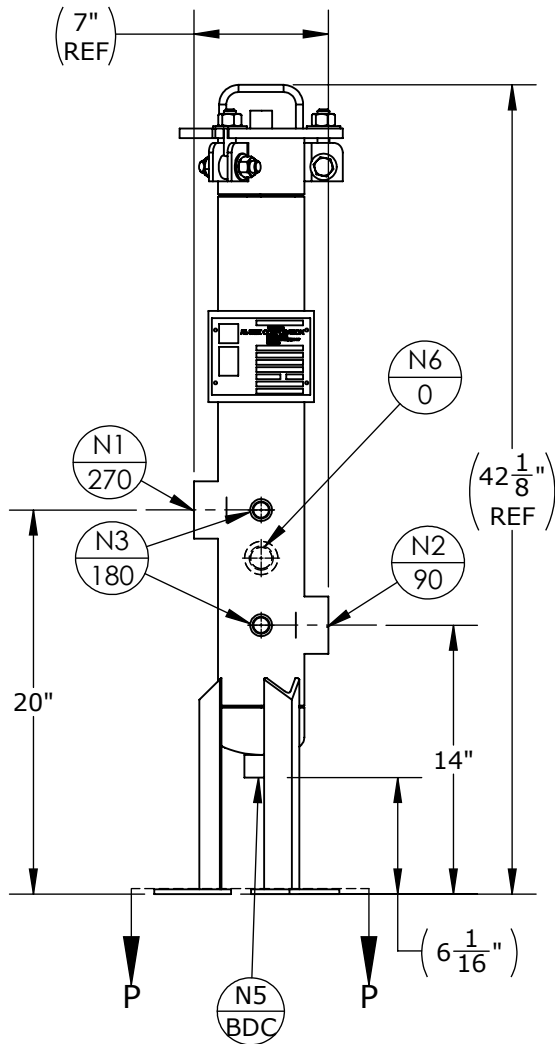 (7"
REF)
N6
0
N1
270
(42 1/8"
REF)
N3
180
N2
90
20"
14"
(6 1/16")
P
P
N5
BDC